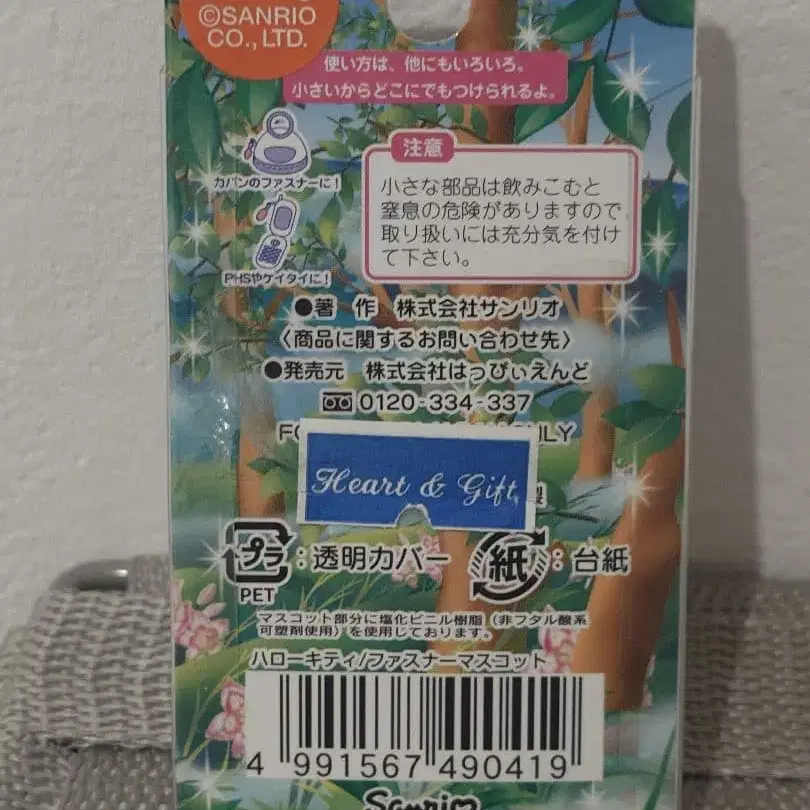 ©SANRIO
CO., LTD.
使い方は、他にもいろいろ。
小さいからどこにでもつけられるよ。
カバンのファスナーに!
PHSやケイタイに!
注意
小さな部品は飲みこむと
窒息の危険がありますので、
取り扱いには充分気を付け
て下さい。
●著 作 株式会社サンリオ
〈商品に関するお問い合わせ先〉
●発売元 株式会社はっぴぃえんど
0120-334-337
Heart & Gift
製
プラ:透明カバー
PET
紙:台紙
マスコット部分に塩化ビニル樹脂(非フタル酸系
可塑剤使用)を使用しております。
ハローキティ/ファスナーマスコット
4 991567 490419
Sanrio